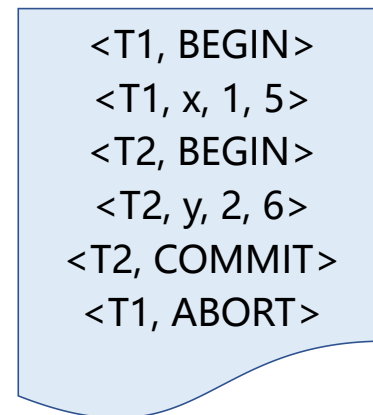 <T1, BEGIN>
<T1, x, 1, 5>
<T2, BEGIN>
<T2, y, 2, 6>
<T2, COMMIT>
<T1, ABORT>